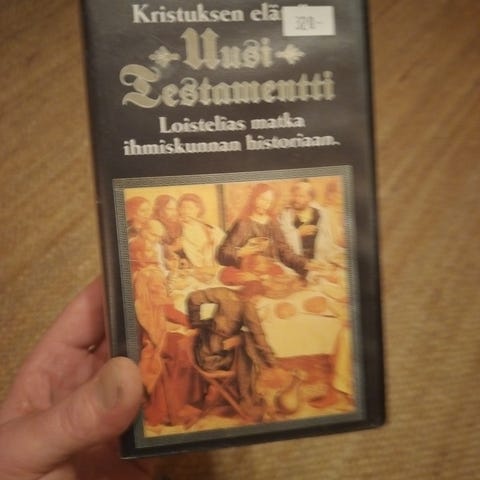 Kristuksen
Uusi
Testamentti
Loistelias matka
ihmiskunnan historiaan.